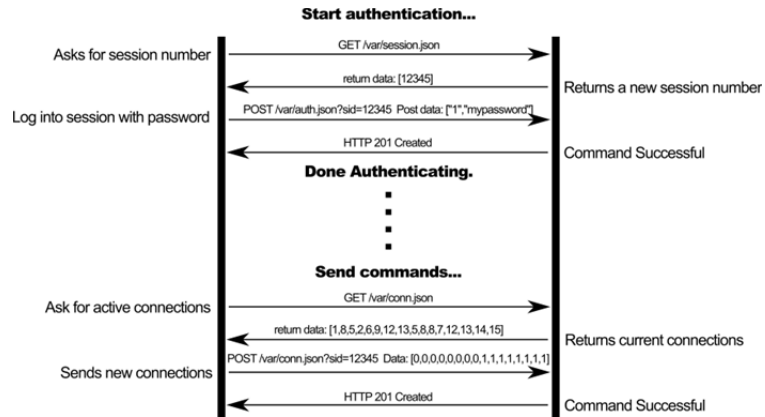 Start authentication...
GET /var/session.json
Asks for session number
return data: [12345]
Returns a new session number
POST /var/auth.json?sid=12345 Post data: ["1","mypassword"]
Log into session with password
HTTP 201 Created
Command Successful
Done Authenticating.
Send commands...
GET /var/conn.json
Ask for active connections
return data: [1,8,5,2,6,9,12,13,5,8,8,7,12,13,14,15]
Returns current connections
POST /var/conn.json?sid=12345 Data: [0,0,0,0,0,0,0,0,1,1,1,1,1,1,1,1]
Sends new connections
HTTP 201 Created
Command Successful